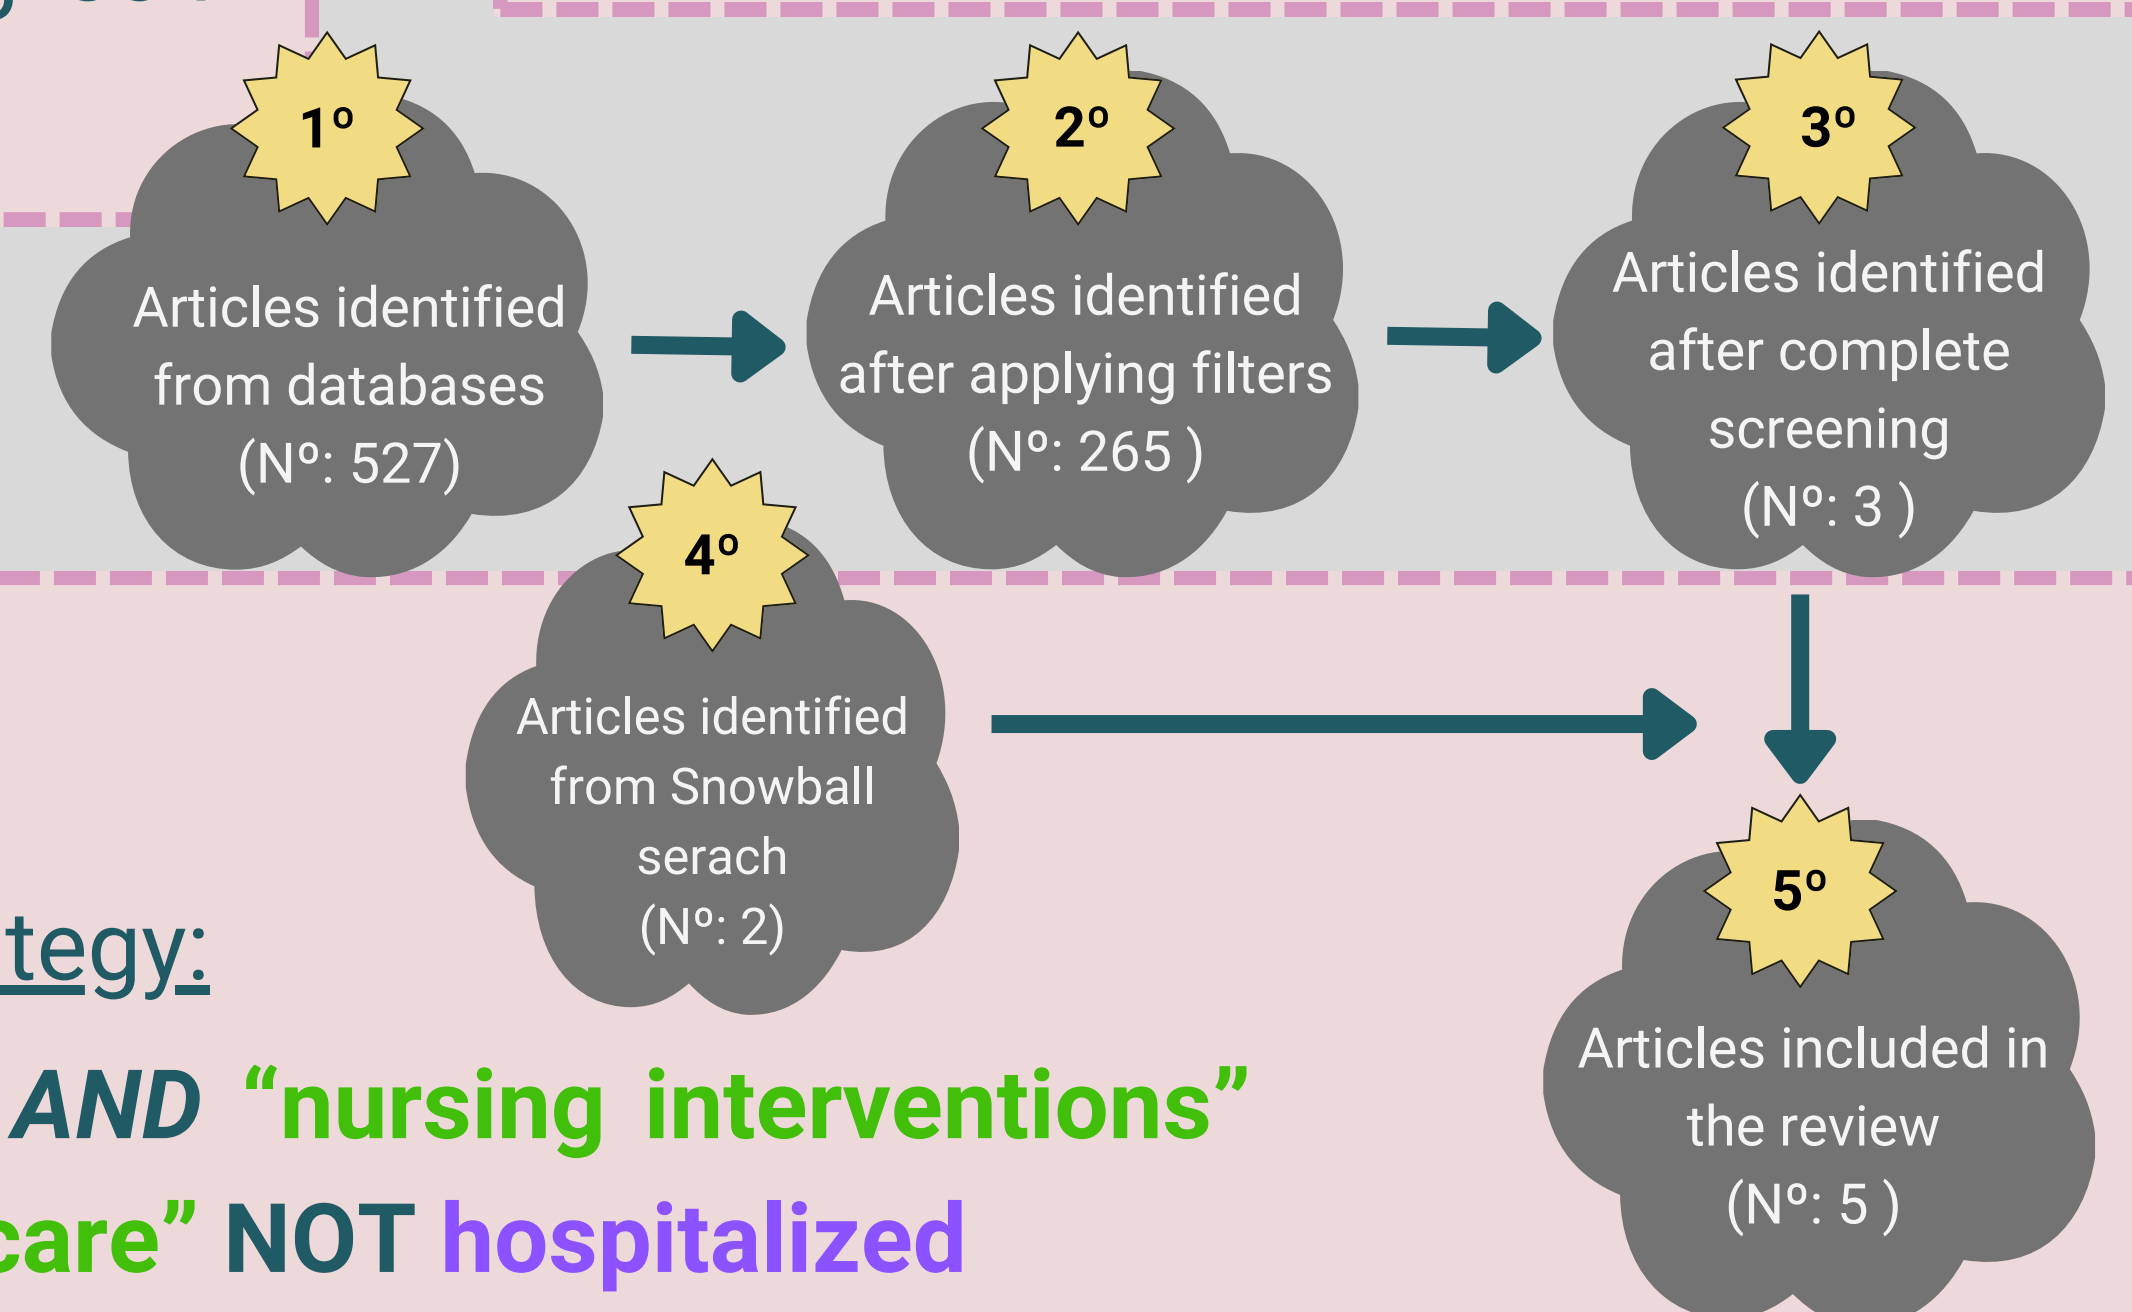 1º
Articles identified
from databases
(Nº: 527)
2º
Articles identified
after applying filters
(Nº: 265 )
3º
Articles identified
after complete
screening
(Nº: 3 )
4º
Articles identified
from Snowball
serach
(Nº: 2)
5º
Articles included in
the review
(Nº: 5 )
tegy:
AND “nursing interventions”
care” NOT hospitalized